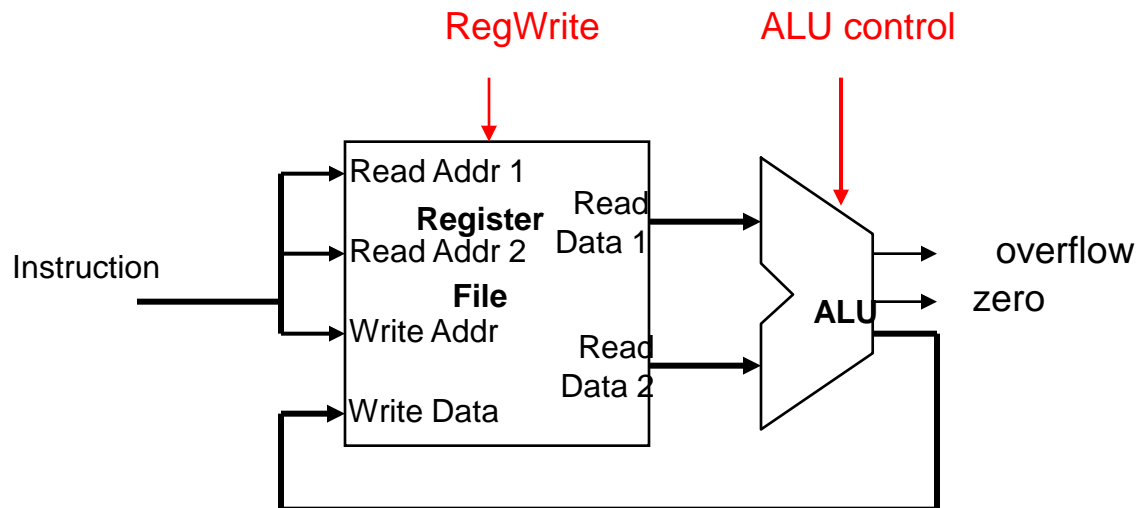 RegWrite
ALU control
Read Addr 1
Register
Read
Data 1
Read Addr 2
Instruction
File
Write Addr
Read
Data 2
Write Data
ALU
overflow
zero